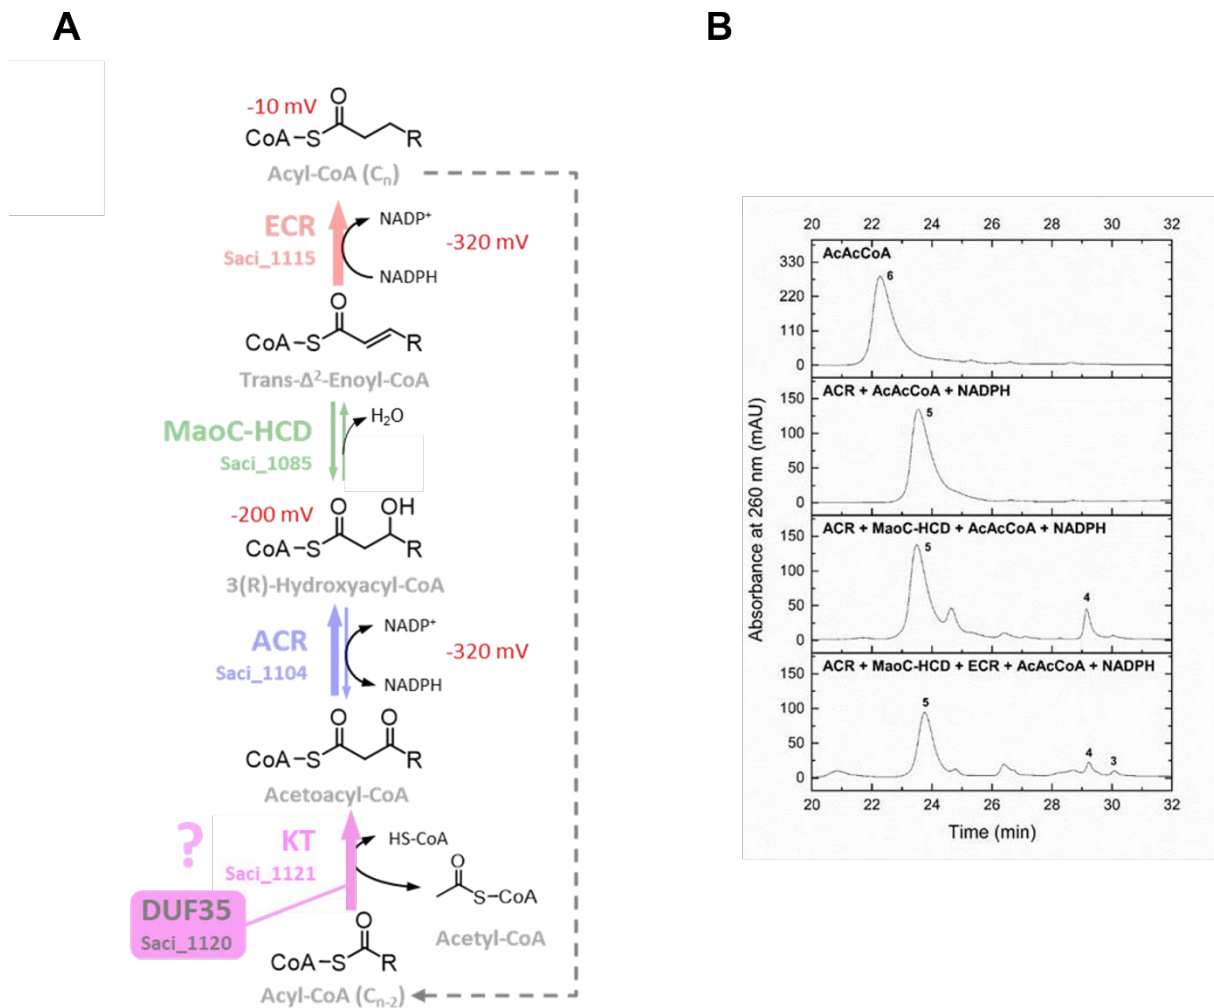 A
B
-10 mV
O
CoA-S
R
Acyl-CoA (Cn)
ECR
Saci_1115
NADP+
-320 mV
NADPH
O
CoA-S
R
Trans-Δ2-Enoyl-CoA
MaoC-HCD
Saci_1085
H2O
-200 mV
O
OH
CoA-S
R
3(R)-Hydroxyacyl-CoA
ACR
Saci_1104
NADP+
-320 mV
NADPH
O
O
CoA-S
R
Acetoacyl-CoA
?
KT
Saci_1121
HS-CoA
O
S-CoA
Acetyl-CoA
DUF35
Saci_1120
O
CoA-S
R
Acyl-CoA (Cn-2)
20 22 24 26 28 30 32
AcAcCoA
6
330
220
110
0
ACR + AcAcCoA + NADPH
5
150
100
50
0
ACR + MaoC-HCD + AcAcCoA + NADPH
5
4
150
100
50
0
ACR + MaoC-HCD + ECR + AcAcCoA + NADPH
5
4
3
150
100
50
0
20 22 24 26 28 30 32
Time (min)
Absorbance at 260 nm (mAU)